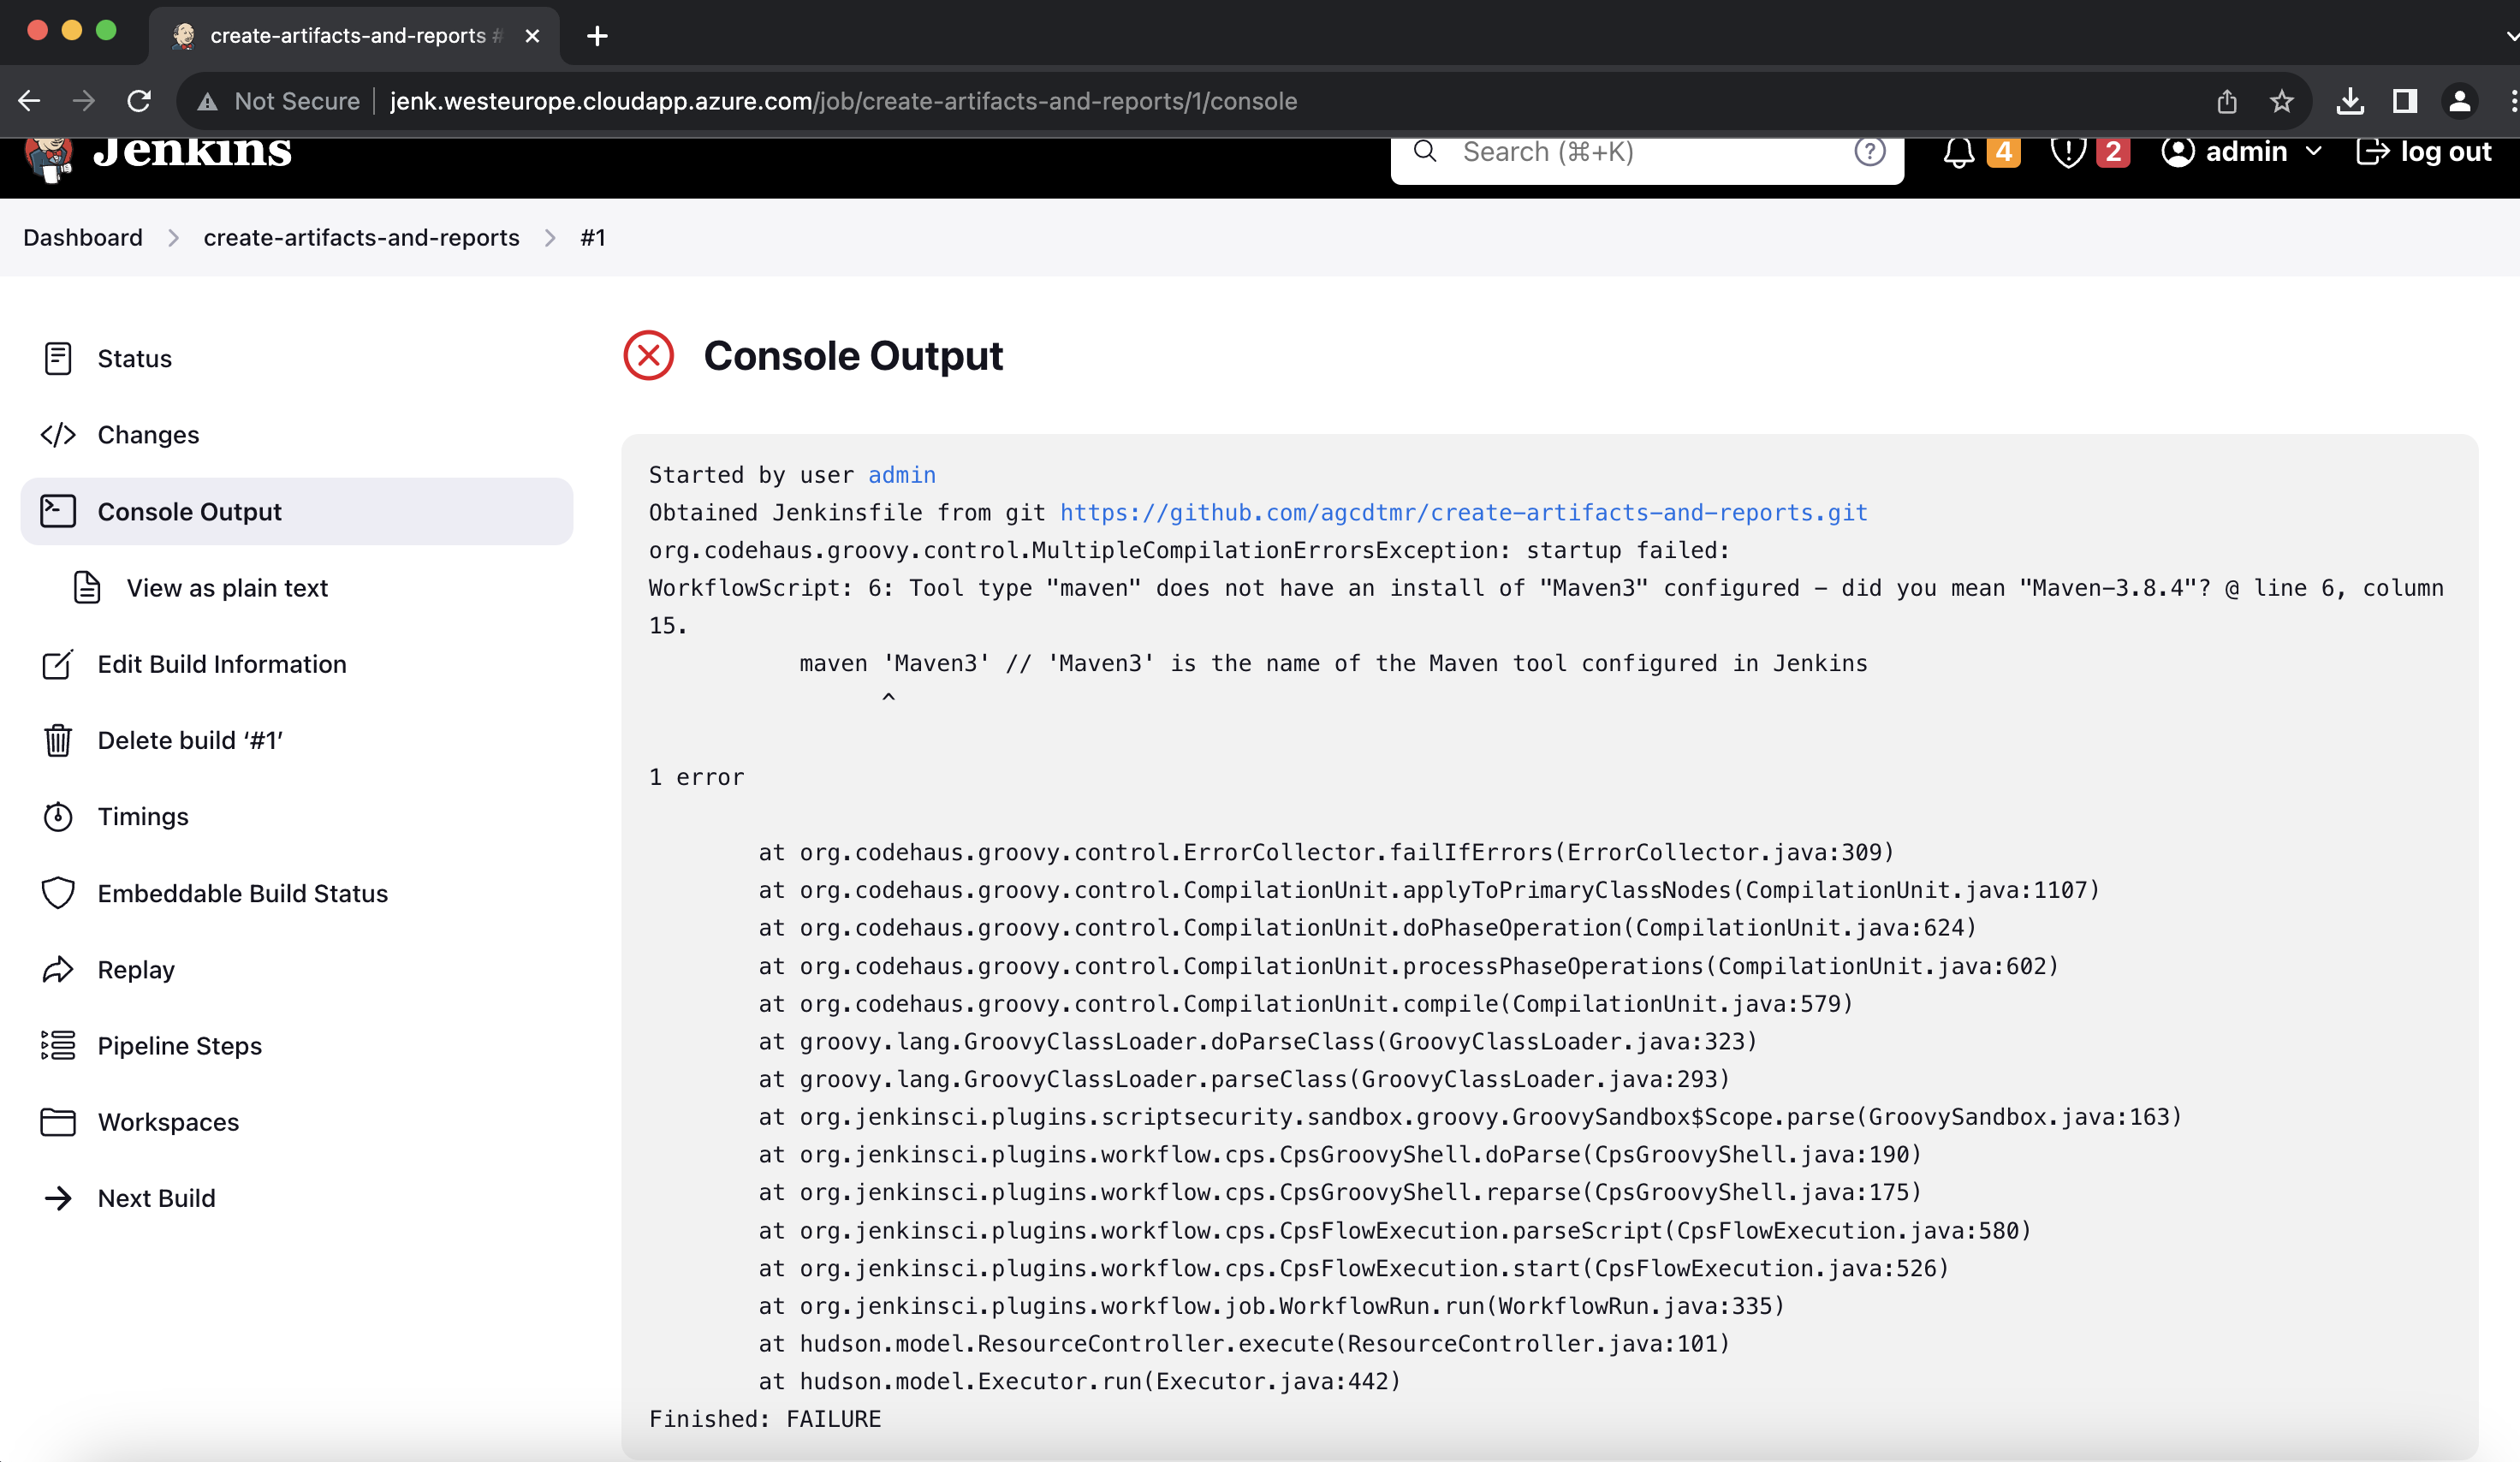 create-artifacts-and-reports #
Not Secure jenk.westeurope.cloudapp.azure.com/job/create-artifacts-and-reports/1/console
Jenkins Search (⌘+K) ? 4 2 admin log out
Dashboard create-artifacts-and-reports #1
Status
Changes
Console Output
View as plain text
Edit Build Information
Delete build ‘#1’
Timings
Embeddable Build Status
Replay
Pipeline Steps
Workspaces
Next Build
Console Output
Started by user admin
Obtained Jenkinsfile from git https://github.com/agcdtmr/create-artifacts-and-reports.git
org.codehaus.groovy.control.MultipleCompilationErrorsException: startup failed:
WorkflowScript: 6: Tool type "maven" does not have an install of "Maven3" configured - did you mean "Maven-3.8.4"? @ line 6, column
15.
maven 'Maven3' // 'Maven3' is the name of the Maven tool configured in Jenkins
^
1 error
at org.codehaus.groovy.control.ErrorCollector.failIfErrors(ErrorCollector.java:309)
at org.codehaus.groovy.control.CompilationUnit.applyToPrimaryClassNodes(CompilationUnit.java:1107)
at org.codehaus.groovy.control.CompilationUnit.doPhaseOperation(CompilationUnit.java:624)
at org.codehaus.groovy.control.CompilationUnit.processPhaseOperations(CompilationUnit.java:602)
at org.codehaus.groovy.control.CompilationUnit.compile(CompilationUnit.java:579)
at groovy.lang.GroovyClassLoader.doParseClass(GroovyClassLoader.java:323)
at groovy.lang.GroovyClassLoader.parseClass(GroovyClassLoader.java:293)
at org.jenkinsci.plugins.scriptsecurity.sandbox.groovy.GroovySandbox$Scope.parse(GroovySandbox.java:163)
at org.jenkinsci.plugins.workflow.cps.CpsGroovyShell.doParse(CpsGroovyShell.java:190)
at org.jenkinsci.plugins.workflow.cps.CpsGroovyShell.reparse(CpsGroovyShell.java:175)
at org.jenkinsci.plugins.workflow.cps.CpsFlowExecution.parseScript(CpsFlowExecution.java:580)
at org.jenkinsci.plugins.workflow.cps.CpsFlowExecution.start(CpsFlowExecution.java:526)
at org.jenkinsci.plugins.workflow.job.WorkflowRun.run(WorkflowRun.java:335)
at hudson.model.ResourceController.execute(ResourceController.java:101)
at hudson.model.Executor.run(Executor.java:442)
Finished: FAILURE